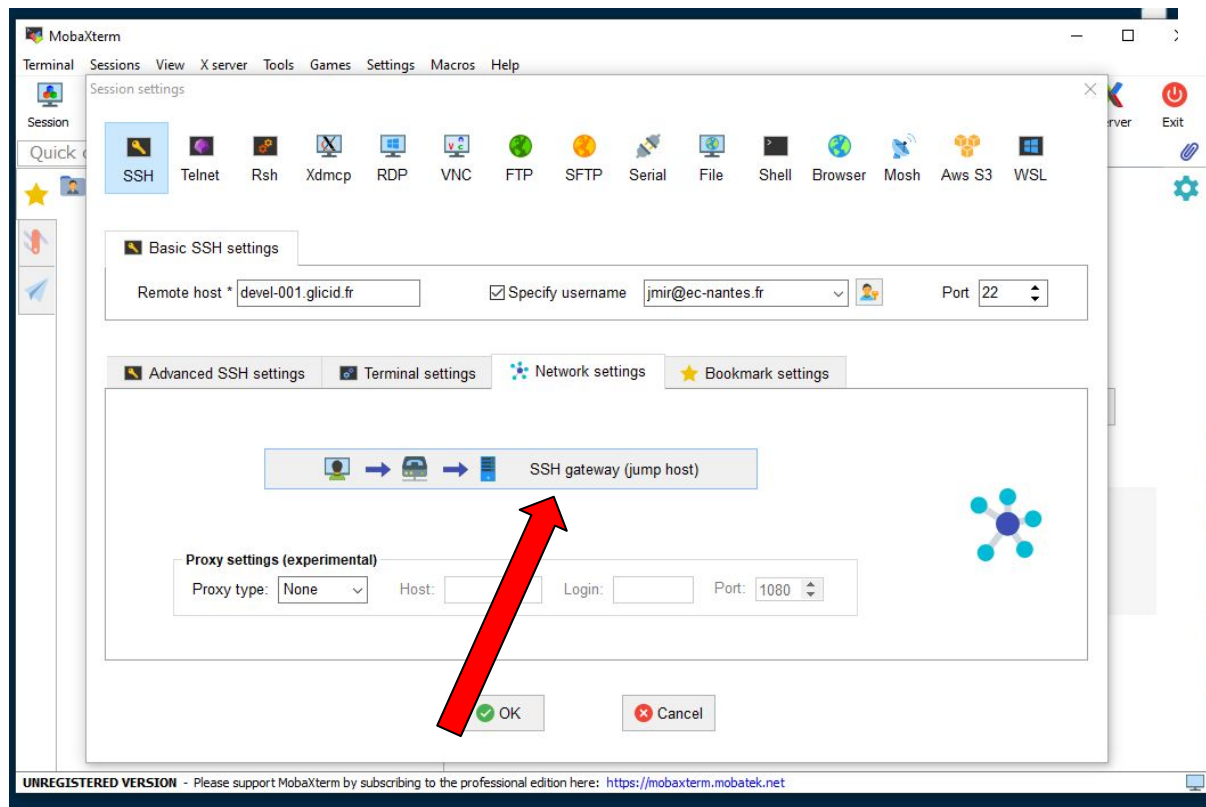 MobaXterm
Terminal Sessions View X server Tools Games Settings Macros Help
Session settings
Session
Exit
Quick
SSH Telnet Rsh Xdmcp RDP VNC FTP SFTP Serial File Shell Browser Mosh Aws S3 WSL
Basic SSH settings
Remote host * devel-001.glicid.fr Specify username jmir@ec-nantes.fr Port 22
Advanced SSH settings Terminal settings Network settings Bookmark settings
SSH gateway (jump host)
Proxy settings (experimental)
Proxy type: None Host: Login: Port: 1080
OK Cancel
UNREGISTERED VERSION - Please support MobaXterm by subscribing to the professional edition here: https://mobaxterm.mobatek.net